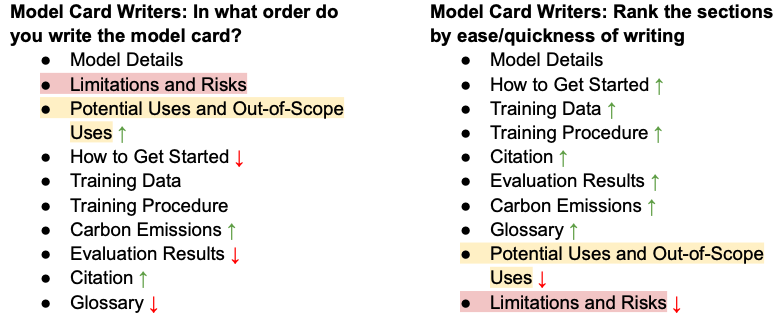 Model Card Writers: In what order do
you write the model card?
● Model Details
● Limitations and Risks
● Potential Uses and Out-of-Scope
Uses ↑
● How to Get Started ↓
● Training Data
● Training Procedure
● Carbon Emissions ↑
● Evaluation Results ↓
● Citation ↑
● Glossary ↓
Model Card Writers: Rank the sections
by ease/quickness of writing
● Model Details
● How to Get Started ↑
● Training Data ↑
● Training Procedure ↑
● Citation ↑
● Evaluation Results ↑
● Carbon Emissions ↑
● Glossary ↑
● Potential Uses and Out-of-Scope
Uses ↓
● Limitations and Risks ↓